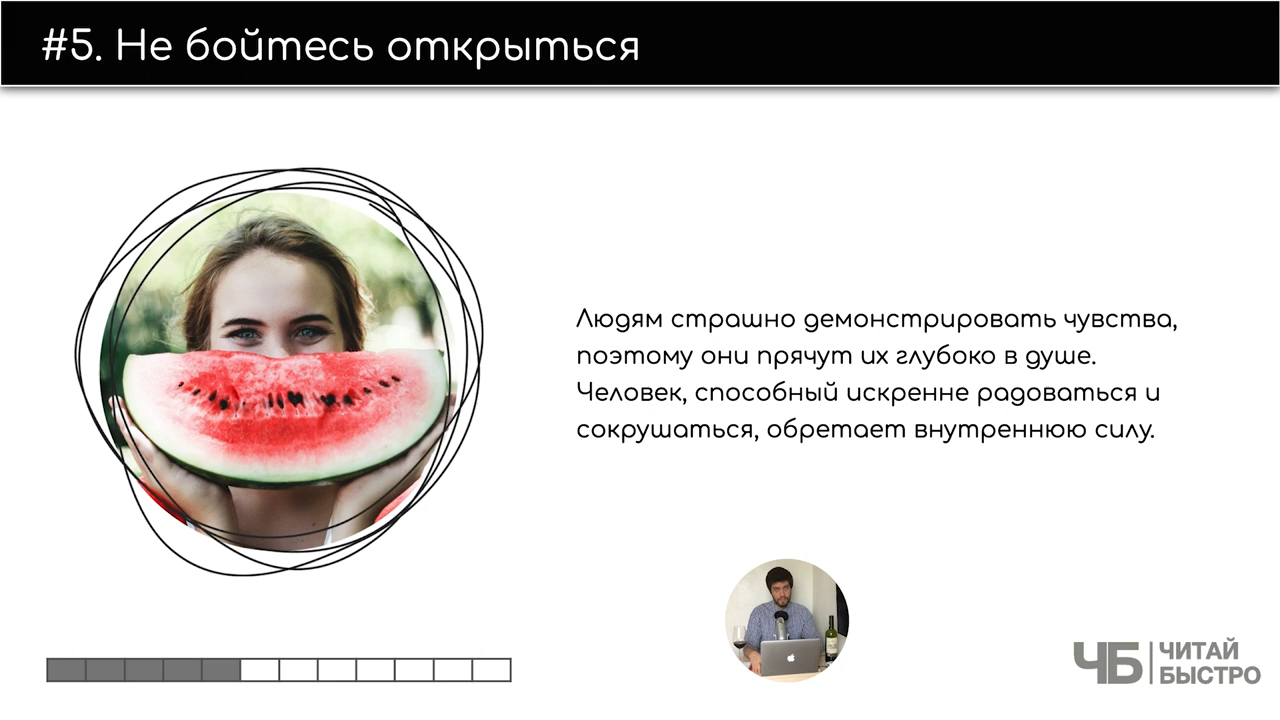 #5. Не бойтесь открыться
Людям страшно демонстрировать чувства,
поэтому они прячут их глубоко в душе.
Человек, способный искренне радоваться и
сокрушаться, обретает внутреннюю силу.
ЧБ
ЧИТАЙ
БЫСТРО